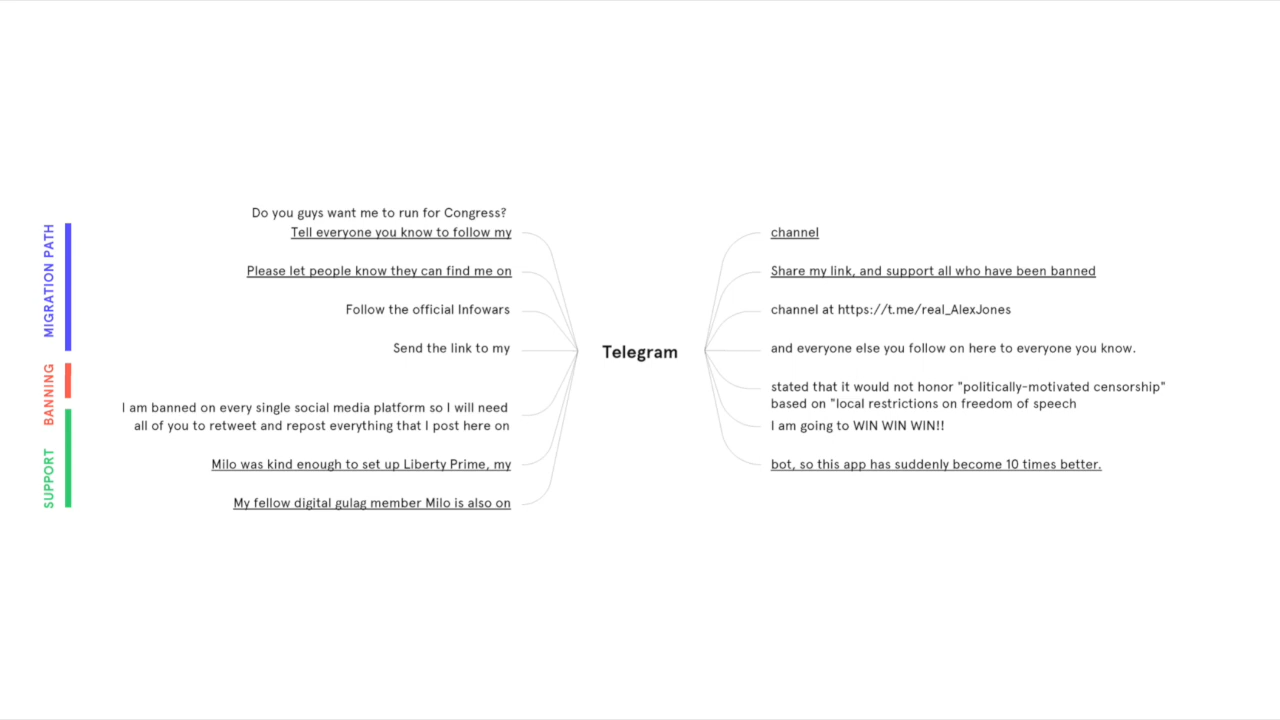 MIGRATION PATH
BANNING
SUPPORT
Do you guys want me to run for Congress?
Tell everyone you know to follow my
Please let people know they can find me on
Follow the official Infowars
Send the link to my
I am banned on every single social media platform so I will need
all of you to retweet and repost everything that I post here on
Milo was kind enough to set up Liberty Prime, my
My fellow digital gulag member Milo is also on
Telegram
channel
Share my link, and support all who have been banned
channel at https://t.me/real_AlexJones
and everyone else you follow on here to everyone you know.
stated that it would not honor "politically-motivated censorship"
based on "local restrictions on freedom of speech
I am going to WIN WIN WIN!!
bot, so this app has suddenly become 10 times better.